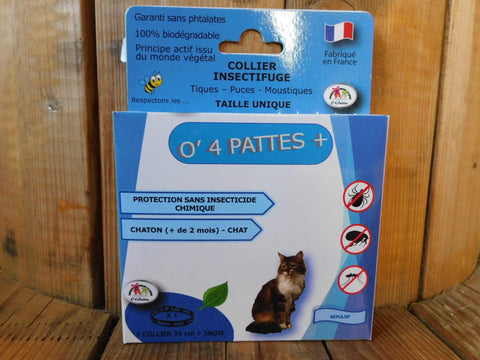 Garanti sans phtalates
100% biodégradable
Principe actif issu
du monde végétal
Respectons les ...
COLLIER
INSECTIFUGE
Tiques – Puces - Moustiques
TAILLE UNIQUE
Fabriqué
en France
O' 4 PATTES +
PROTECTION SANS INSECTICIDE
CHIMIQUE
CHATON (+ de 2 mois) - CHAT
X 1
1 COLLIER 35 cm = 3MOIS
REPULSIF